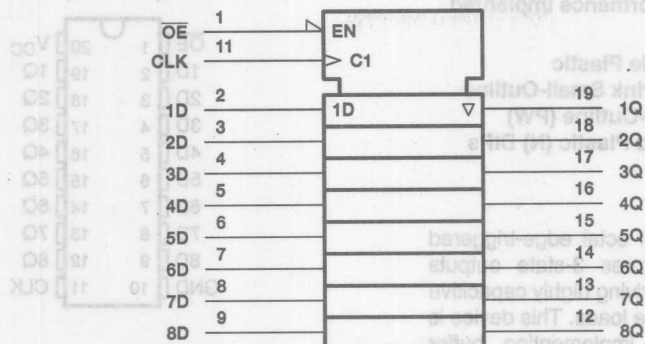 O̅E̅ 1 EN
CLK 11 C1
1D 2 1D ▽ 19 1Q
2D 3 18 2Q
3D 4 17 3Q
4D 5 16 4Q
5D 6 15 5Q
6D 7 14 6Q
7D 8 13 7Q
8D 9 12 8Q